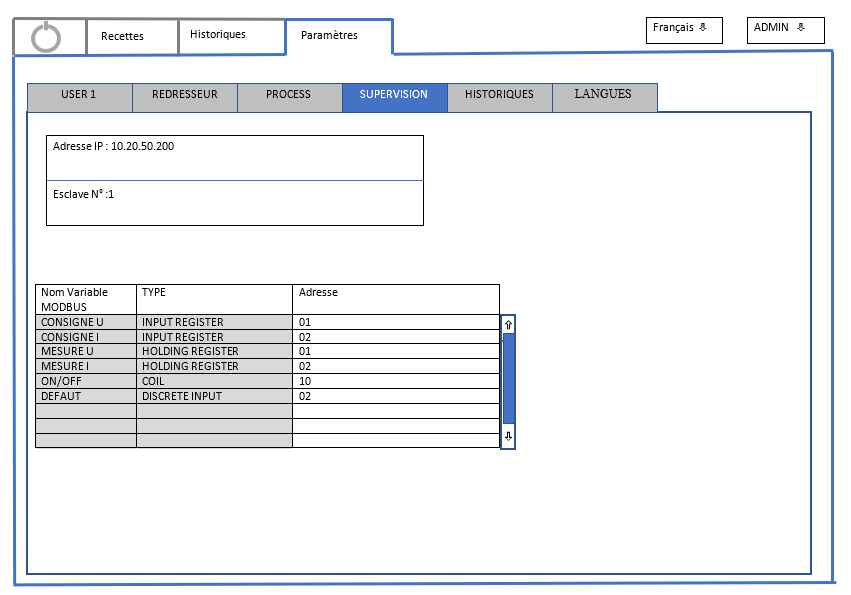 Recettes
Historiques
Paramètres
Français ⇩
ADMIN ⇩
USER 1
REDRESSEUR
PROCESS
SUPERVISION
HISTORIQUES
LANGUES
Adresse IP : 10.20.50.200
Esclave N° :1
Nom Variable MODBUS TYPE Adresse
CONSIGNE U INPUT REGISTER 01
CONSIGNE I INPUT REGISTER 02
MESURE U HOLDING REGISTER 01
MESURE I HOLDING REGISTER 02
ON/OFF COIL 10
DEFAUT DISCRETE INPUT 02